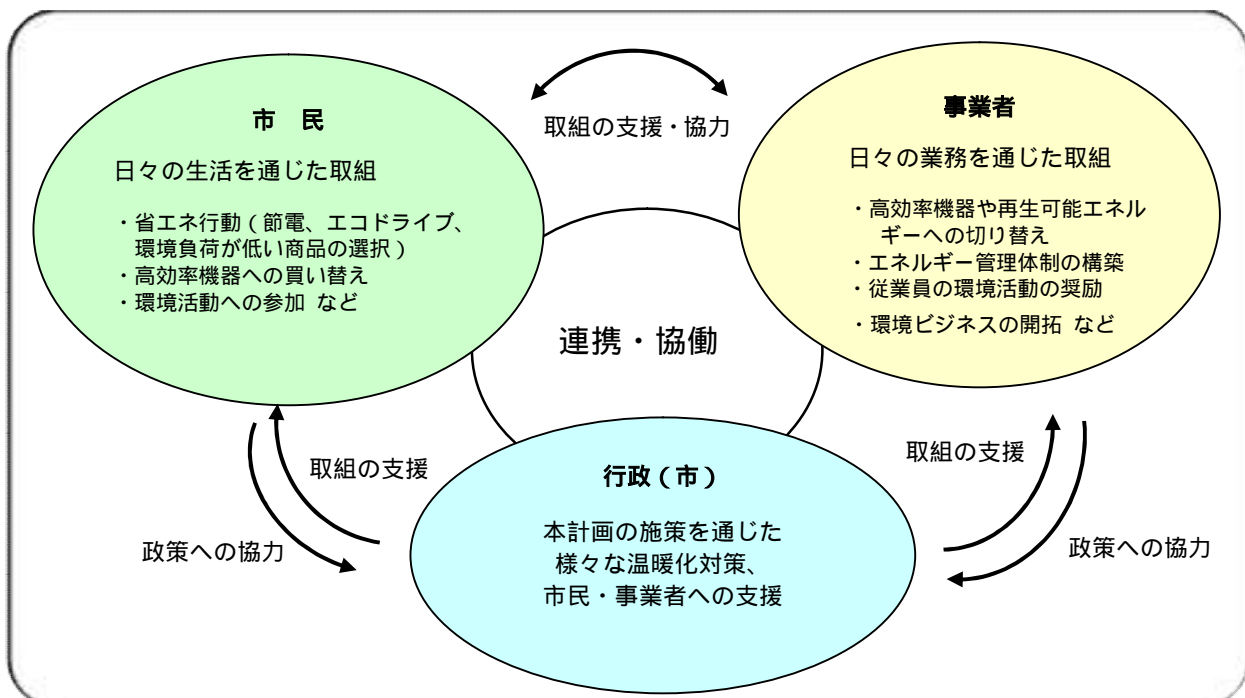 市　民
日々の生活を通じた取組
・省エネ行動（節電、エコドライブ、
環境負荷が低い商品の選択）
・高効率機器への買い替え
・環境活動への参加 など
取組の支援・協力
事業者
日々の業務を通じた取組
・高効率機器や再生可能エネル
ギーへの切り替え
・エネルギー管理体制の構築
・従業員の環境活動の奨励
・環境ビジネスの開拓 など
連携・協働
取組の支援
政策への協力
行政（市）
本計画の施策を通じた
様々な温暖化対策、
市民・事業者への支援
取組の支援
政策への協力